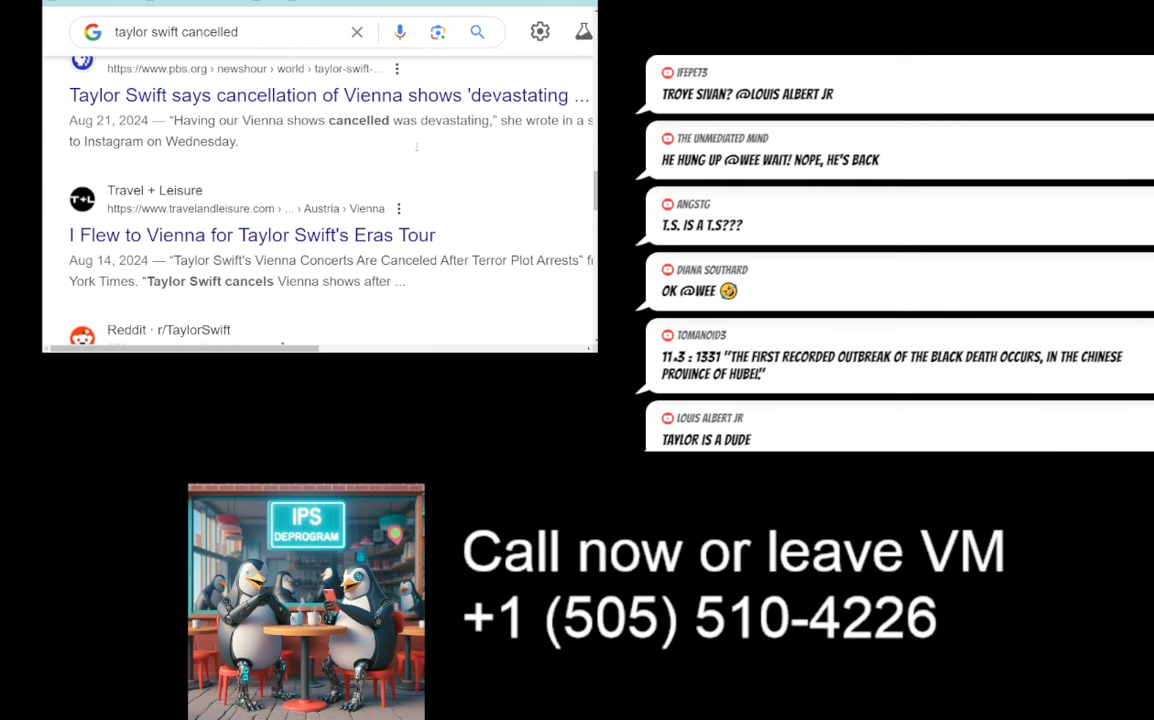 taylor swift cancelled
https://www.pbs.org › newshour › world › taylor-swift-...
Taylor Swift says cancellation of Vienna shows 'devastating ...
Aug 21, 2024 — “Having our Vienna shows cancelled was devastating,” she wrote in a s
to Instagram on Wednesday.
Travel + Leisure
T+L
https://www.travelandleisure.com › ... › Austria › Vienna
I Flew to Vienna for Taylor Swift's Eras Tour
Aug 14, 2024 — “Taylor Swift's Vienna Concerts Are Canceled After Terror Plot Arrests” f
York Times. “Taylor Swift cancels Vienna shows after ...
Reddit · r/TaylorSwift
IFEPE73
TROYE SIVAN? @LOUIS ALBERT JR
THE UNMEDIATED MIND
HE HUNG UP @WEE WAIT! NOPE, HE'S BACK
ANGSTG
T.S. IS A T.S???
DIANA SOUTHARD
OK @WEE 🤣
TOMANOID3
11.3 : 1331 "THE FIRST RECORDED OUTBREAK OF THE BLACK DEATH OCCURS, IN THE CHINESE
PROVINCE OF HUBEI."
LOUIS ALBERT JR
TAYLOR IS A DUDE
IPS
DEPROGRAM
Call now or leave VM
+1 (505) 510-4226